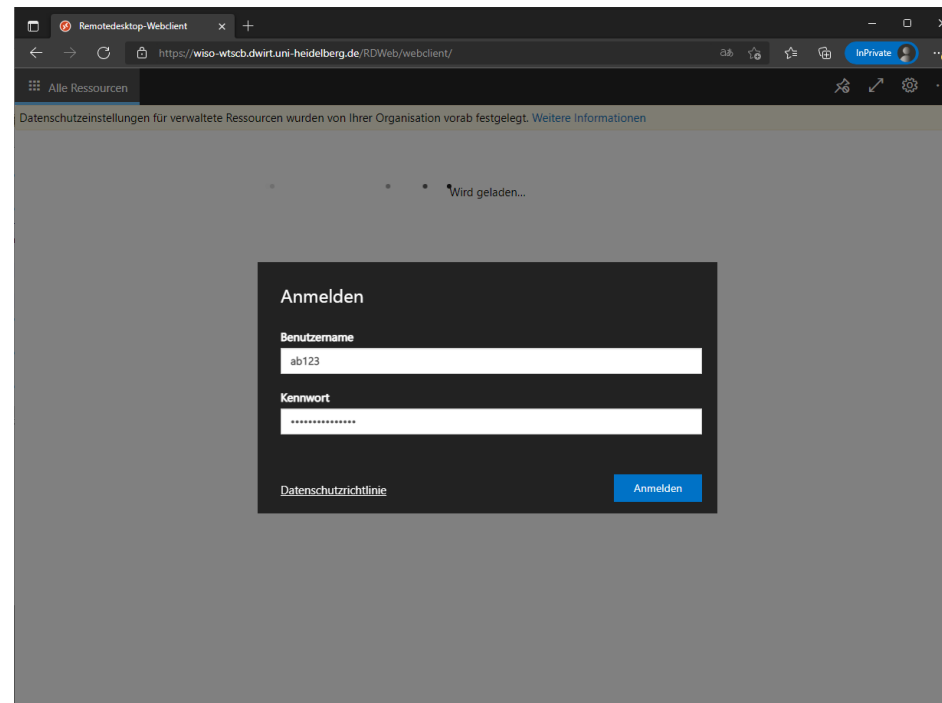 Remotedesktop-Webclient
https://wiso-wtscb.dwirt.uni-heidelberg.de/RDWeb/webclient/
InPrivate
Alle Ressourcen
Datenschutzeinstellungen für verwaltete Ressourcen wurden von Ihrer Organisation vorab festgelegt. Weitere Informationen
Wird geladen...
Anmelden
Benutzername
ab123
Kennwort
•••••••••••••••
Datenschutzrichtlinie
Anmelden